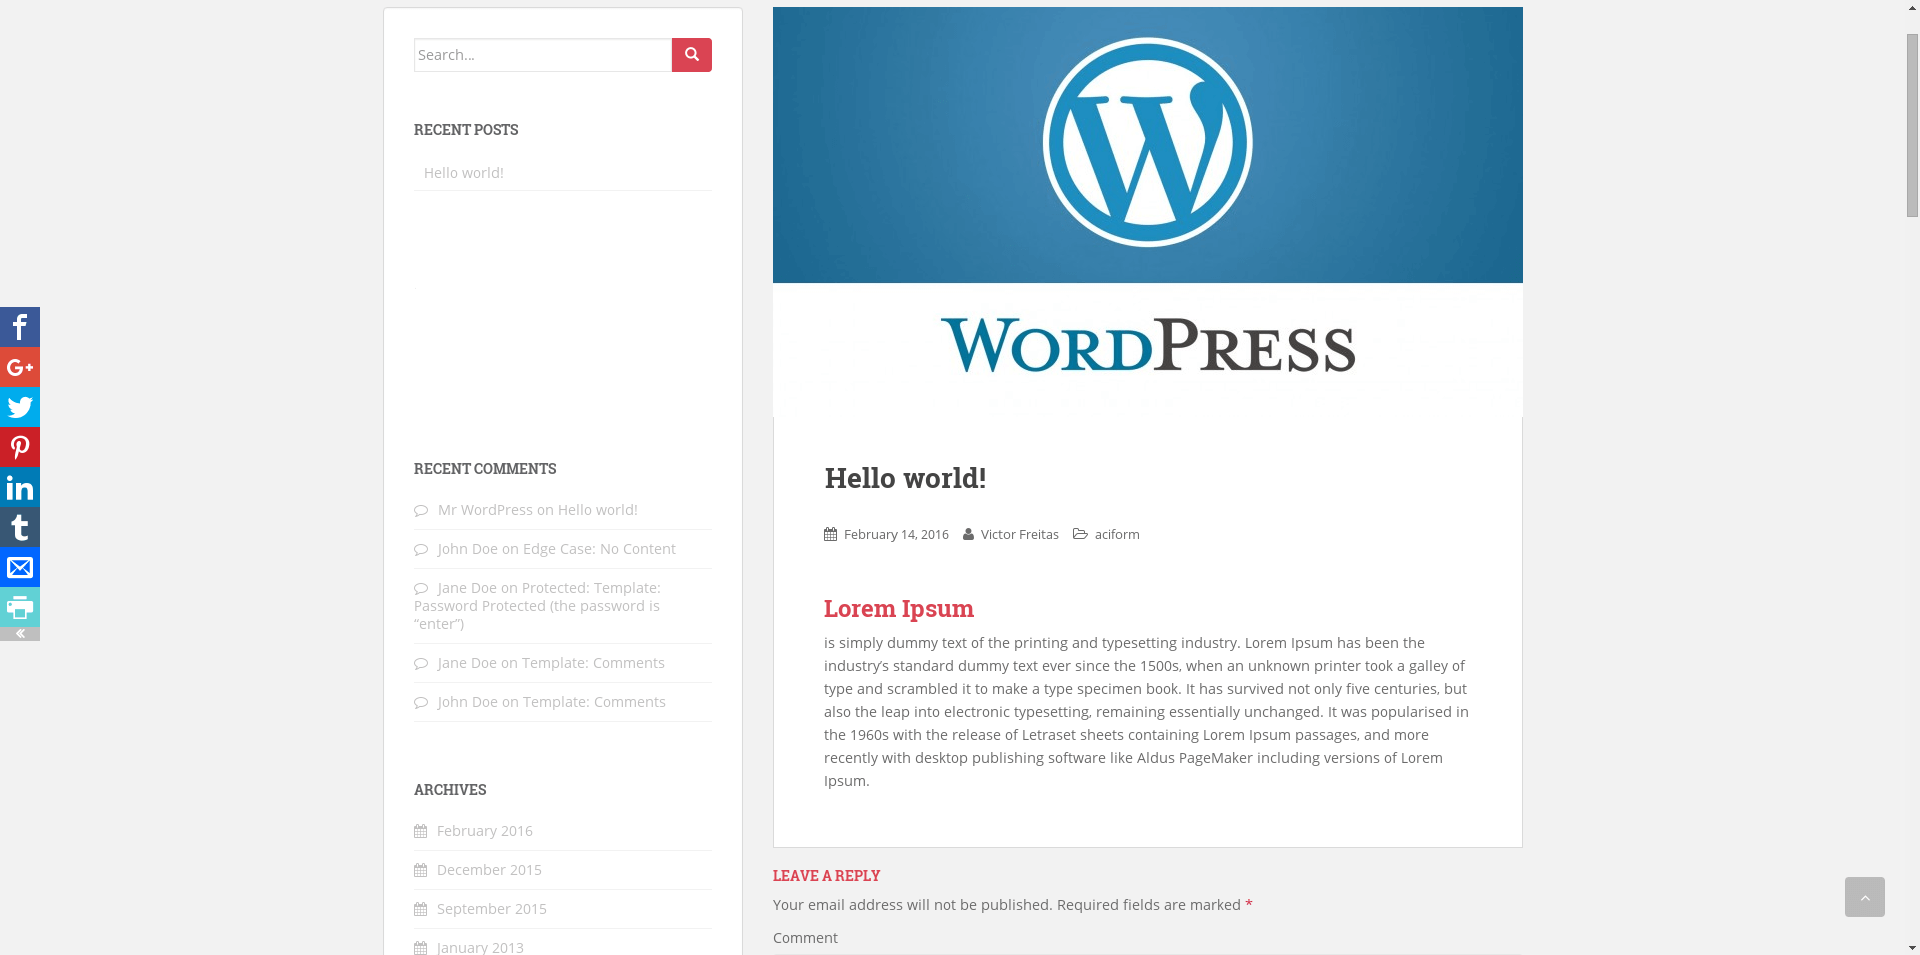 Search...
RECENT POSTS
Hello world!
RECENT COMMENTS
Mr WordPress on Hello world!
John Doe on Edge Case: No Content
Jane Doe on Protected: Template:
Password Protected (the password is
“enter”)
Jane Doe on Template: Comments
John Doe on Template: Comments
ARCHIVES
February 2016
December 2015
September 2015
January 2013
WORDPRESS
Hello world!
February 14, 2016 Victor Freitas aciform
Lorem Ipsum
is simply dummy text of the printing and typesetting industry. Lorem Ipsum has been the
industry’s standard dummy text ever since the 1500s, when an unknown printer took a galley of
type and scrambled it to make a type specimen book. It has survived not only five centuries, but
also the leap into electronic typesetting, remaining essentially unchanged. It was popularised in
the 1960s with the release of Letraset sheets containing Lorem Ipsum passages, and more
recently with desktop publishing software like Aldus PageMaker including versions of Lorem
Ipsum.
LEAVE A REPLY
Your email address will not be published. Required fields are marked *
Comment